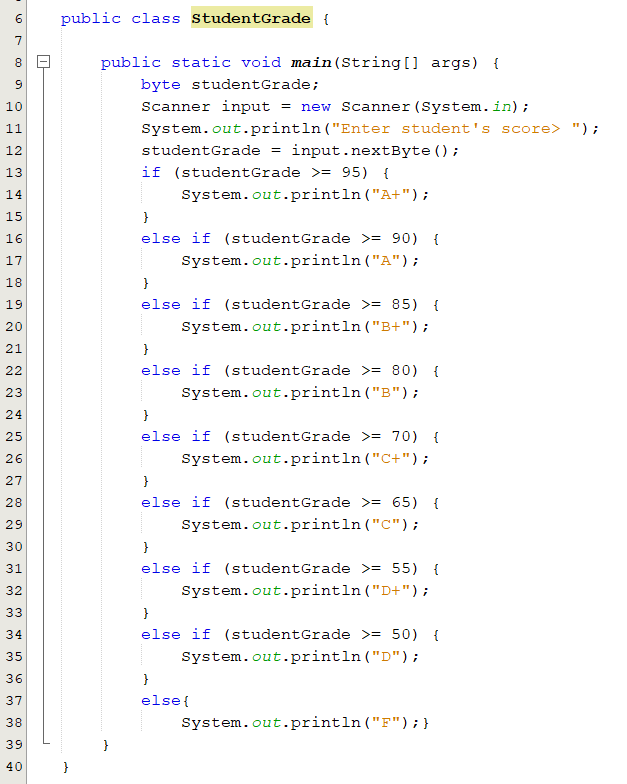 6 public class StudentGrade {
7
8 public static void main(String[] args) {
9 byte studentGrade;
10 Scanner input = new Scanner(System.in);
11 System.out.println("Enter student's score> ");
12 studentGrade = input.nextByte();
13 if (studentGrade >= 95) {
14 System.out.println("A+");
15 }
16 else if (studentGrade >= 90) {
17 System.out.println("A");
18 }
19 else if (studentGrade >= 85) {
20 System.out.println("B+");
21 }
22 else if (studentGrade >= 80) {
23 System.out.println("B");
24 }
25 else if (studentGrade >= 70) {
26 System.out.println("C+");
27 }
28 else if (studentGrade >= 65) {
29 System.out.println("C");
30 }
31 else if (studentGrade >= 55) {
32 System.out.println("D+");
33 }
34 else if (studentGrade >= 50) {
35 System.out.println("D");
36 }
37 else{
38 System.out.println("F");}
39 }
40 }